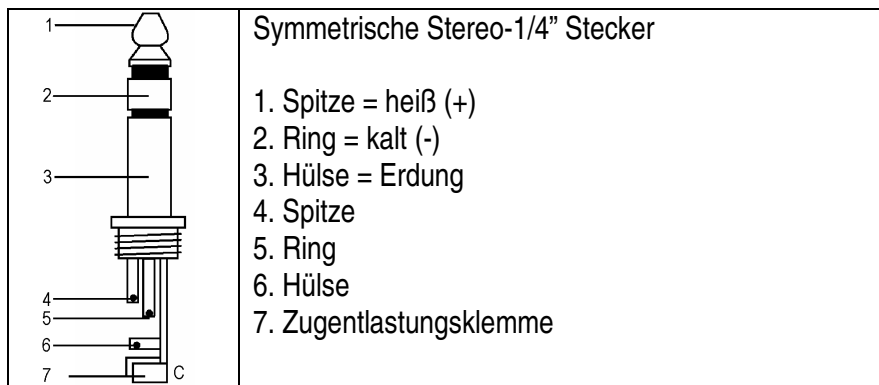 1
2
3
4
5
6
7
C
Symmetrische Stereo-1/4” Stecker
1. Spitze = heiß (+)
2. Ring = kalt (-)
3. Hülse = Erdung
4. Spitze
5. Ring
6. Hülse
7. Zugentlastungsklemme